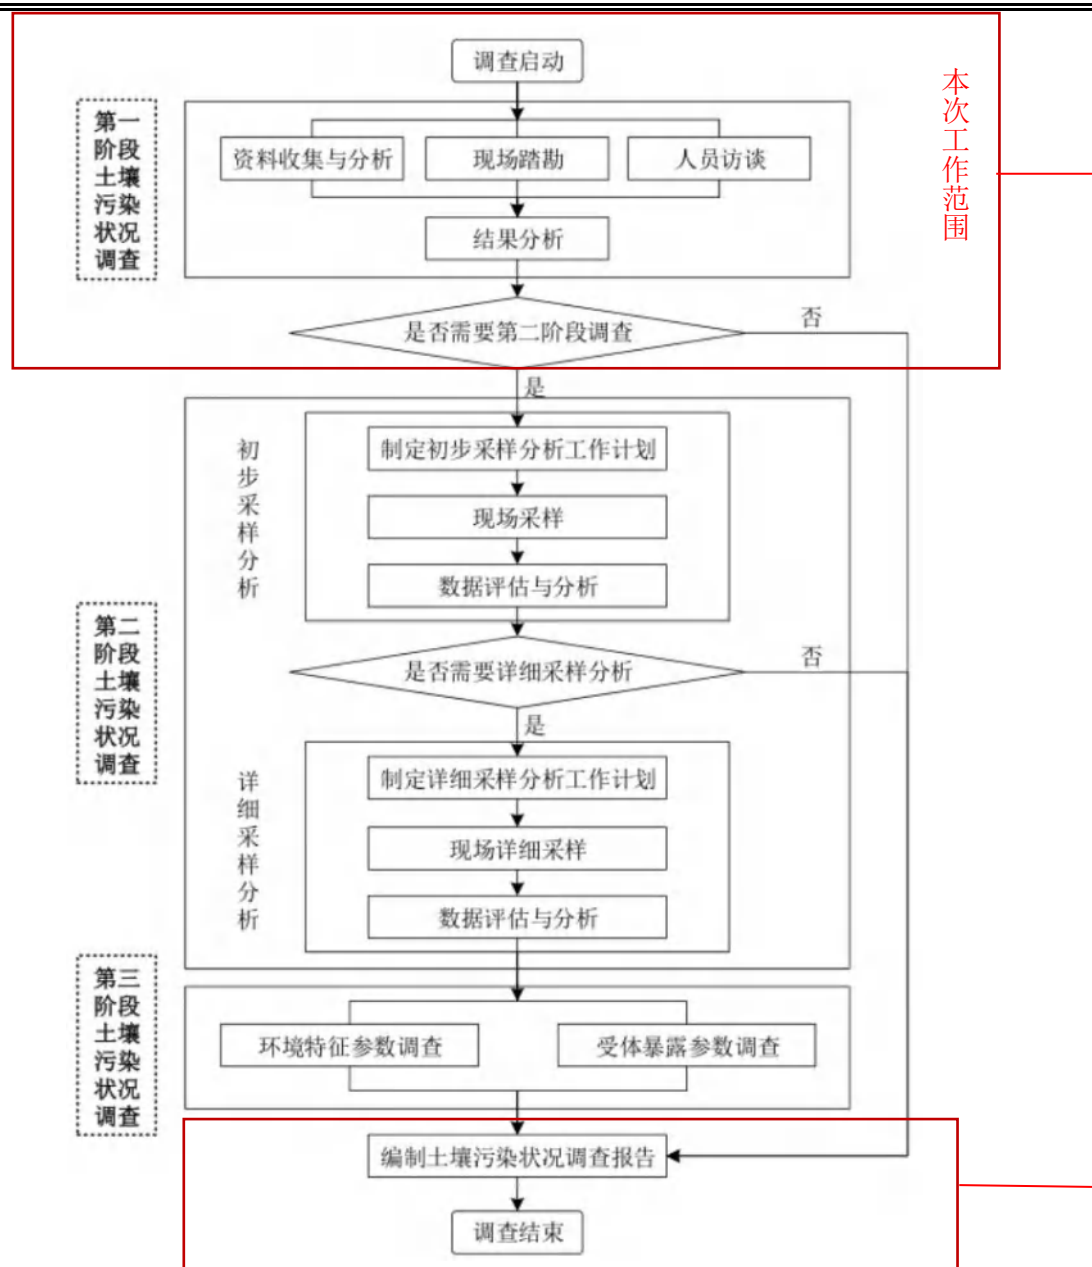 调查启动
本次工作范围
第一
阶段
土壤
污染
状况
调查
资料收集与分析
现场踏勘
人员访谈
结果分析
是否需要第二阶段调查
否
是
初步采样分析
制定初步采样分析工作计划
现场采样
数据评估与分析
第二
阶段
土壤
污染
状况
调查
是否需要详细采样分析
否
是
详细采样分析
制定详细采样分析工作计划
现场详细采样
数据评估与分析
第三
阶段
土壤
污染
状况
调查
环境特征参数调查
受体暴露参数调查
编制土壤污染状况调查报告
调查结束